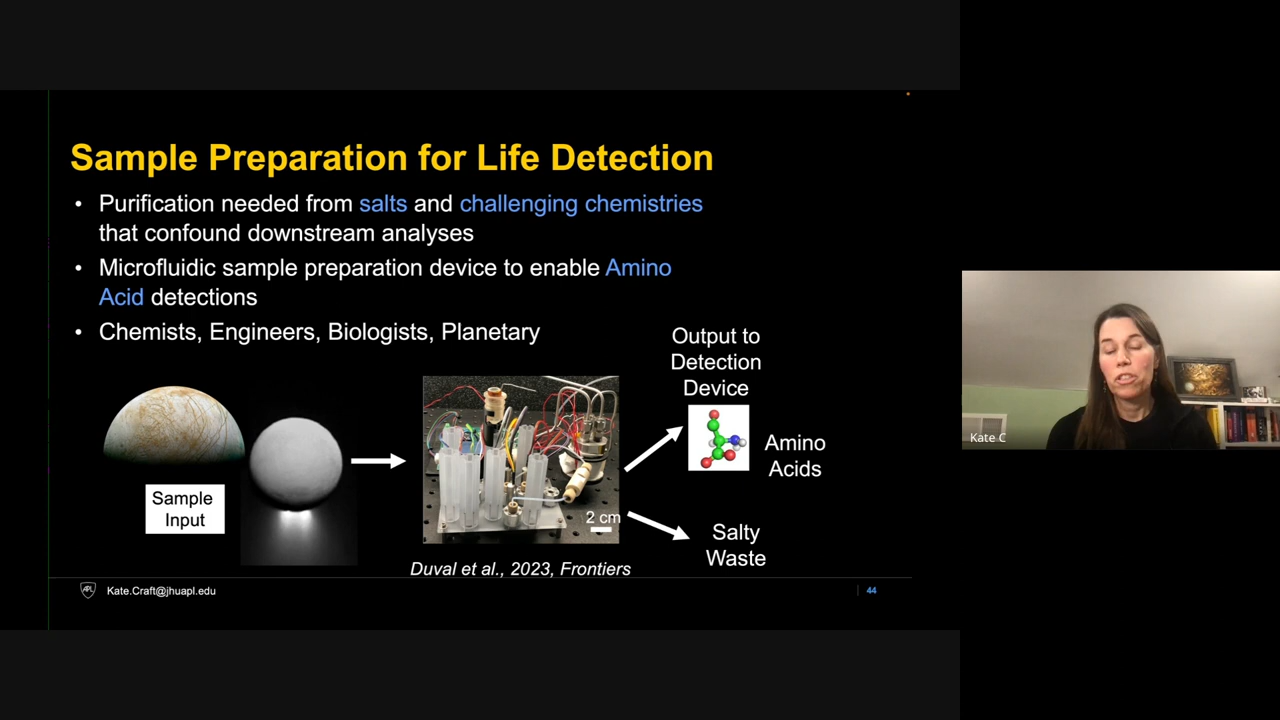 Sample Preparation for Life Detection
• Purification needed from salts and challenging chemistries
that confound downstream analyses
• Microfluidic sample preparation device to enable Amino
Acid detections
• Chemists, Engineers, Biologists, Planetary
Output to
Detection
Device
Amino
Acids
Sample
Input
2 cm
Salty
Waste
Duval et al., 2023, Frontiers
APL
Kate.Craft@jhuapl.edu
44
Kate C